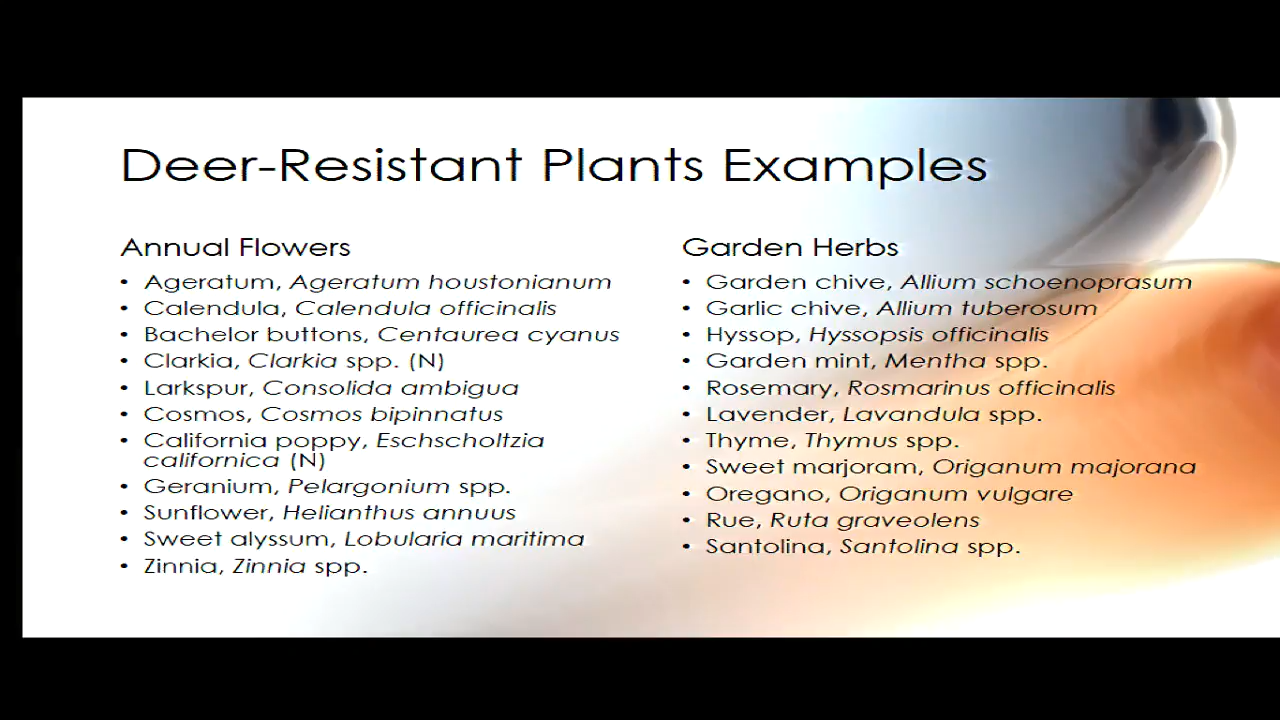 Deer-Resistant Plants Examples
Annual Flowers
• Ageratum, Ageratum houstonianum
• Calendula, Calendula officinalis
• Bachelor buttons, Centaurea cyanus
• Clarkia, Clarkia spp. (N)
• Larkspur, Consolida ambigua
• Cosmos, Cosmos bipinnatus
• California poppy, Eschscholtzia
californica (N)
• Geranium, Pelargonium spp.
• Sunflower, Helianthus annuus
• Sweet alyssum, Lobularia maritima
• Zinnia, Zinnia spp.
Garden Herbs
• Garden chive, Allium schoenoprasum
• Garlic chive, Allium tuberosum
• Hyssop, Hyssopsis officinalis
• Garden mint, Mentha spp.
• Rosemary, Rosmarinus officinalis
• Lavender, Lavandula spp.
• Thyme, Thymus spp.
• Sweet marjoram, Origanum majorana
• Oregano, Origanum vulgare
• Rue, Ruta graveolens
• Santolina, Santolina spp.